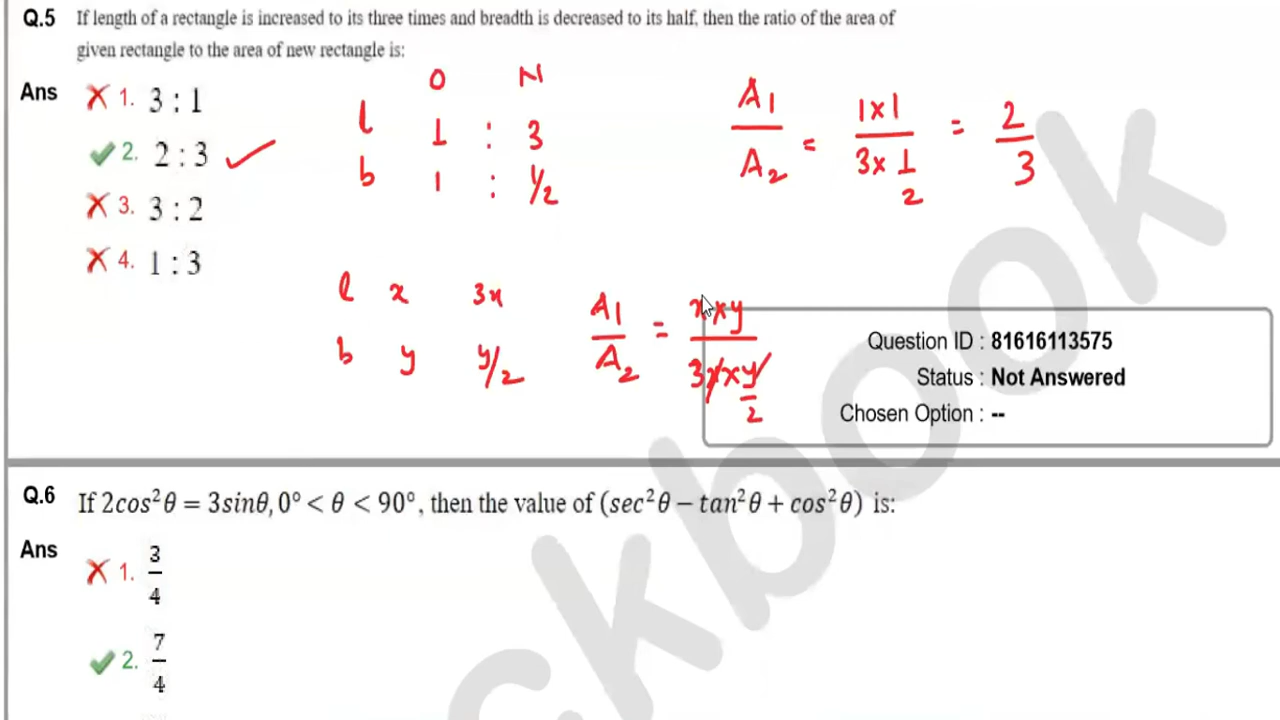 Q.5 If length of a rectangle is increased to its three times and breadth is decreased to its half, then the ratio of the area of
given rectangle to the area of new rectangle is:
Ans
1. 3 : 1
2. 2 : 3
3. 3 : 2
4. 1 : 3
O N
l 1 : 3
b 1 : 1/2
A1/A2 = 1x1/3x1/2 = 2/3
l x 3x
b y y/2
A1/A2 = x x y/3x x y/2
Question ID : 81616113575
Status : Not Answered
Chosen Option : --
Q.6 If 2cos²θ = 3sinθ, 0° < θ < 90°, then the value of (sec²θ − tan²θ + cos²θ) is:
Ans
1. 3/4
2. 7/4
ckbook